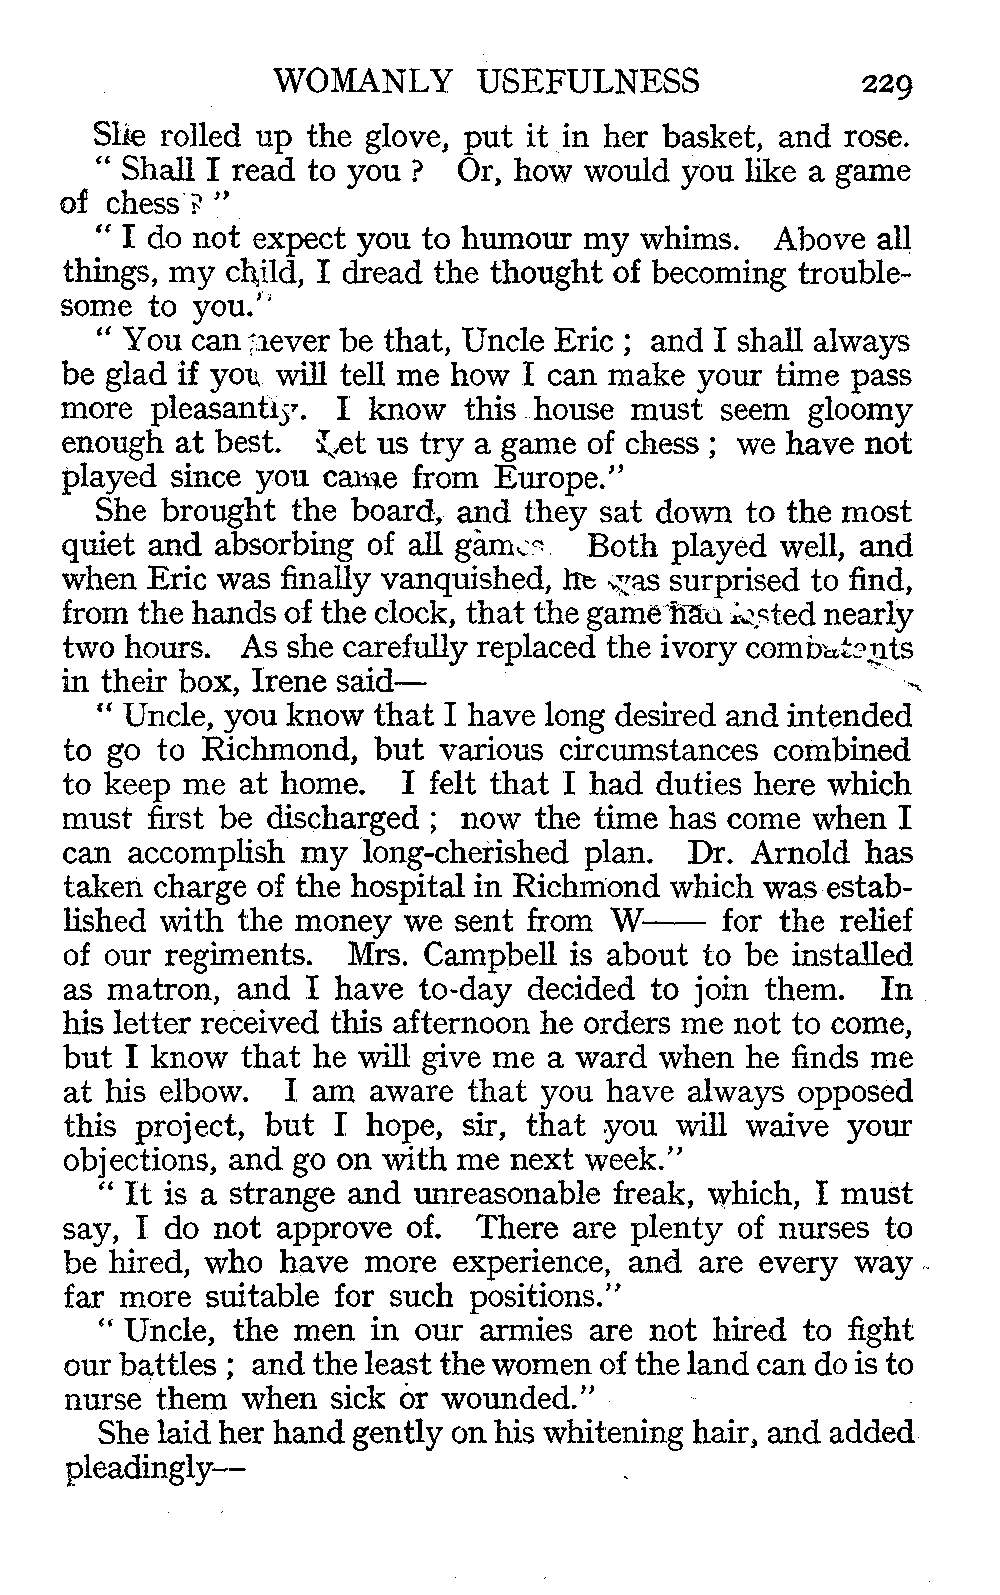 WOMANLY USEFULNESS 229
She rolled up the glove, put it in her basket, and rose.
“ Shall I read to you ? Or, how would you like a game
of chess ? ”
“ I do not expect you to humour my whims. Above all
things, my child, I dread the thought of becoming trouble-
some to you.”
“ You can never be that, Uncle Eric ; and I shall always
be glad if you will tell me how I can make your time pass
more pleasantly. I know this house must seem gloomy
enough at best. Let us try a game of chess ; we have not
played since you came from Europe.”
She brought the board, and they sat down to the most
quiet and absorbing of all games. Both played well, and
when Eric was finally vanquished, he was surprised to find,
from the hands of the clock, that the game had lasted nearly
two hours. As she carefully replaced the ivory combatants
in their box, Irene said—
“ Uncle, you know that I have long desired and intended
to go to Richmond, but various circumstances combined
to keep me at home. I felt that I had duties here which
must first be discharged ; now the time has come when I
can accomplish my long-cherished plan. Dr. Arnold has
taken charge of the hospital in Richmond which was estab-
lished with the money we sent from W—— for the relief
of our regiments. Mrs. Campbell is about to be installed
as matron, and I have to-day decided to join them. In
his letter received this afternoon he orders me not to come,
but I know that he will give me a ward when he finds me
at his elbow. I am aware that you have always opposed
this project, but I hope, sir, that you will waive your
objections, and go on with me next week.”
“ It is a strange and unreasonable freak, which, I must
say, I do not approve of. There are plenty of nurses to
be hired, who have more experience, and are every way
far more suitable for such positions.”
“ Uncle, the men in our armies are not hired to fight
our battles ; and the least the women of the land can do is to
nurse them when sick or wounded.”
She laid her hand gently on his whitening hair, and added
pleadingly—